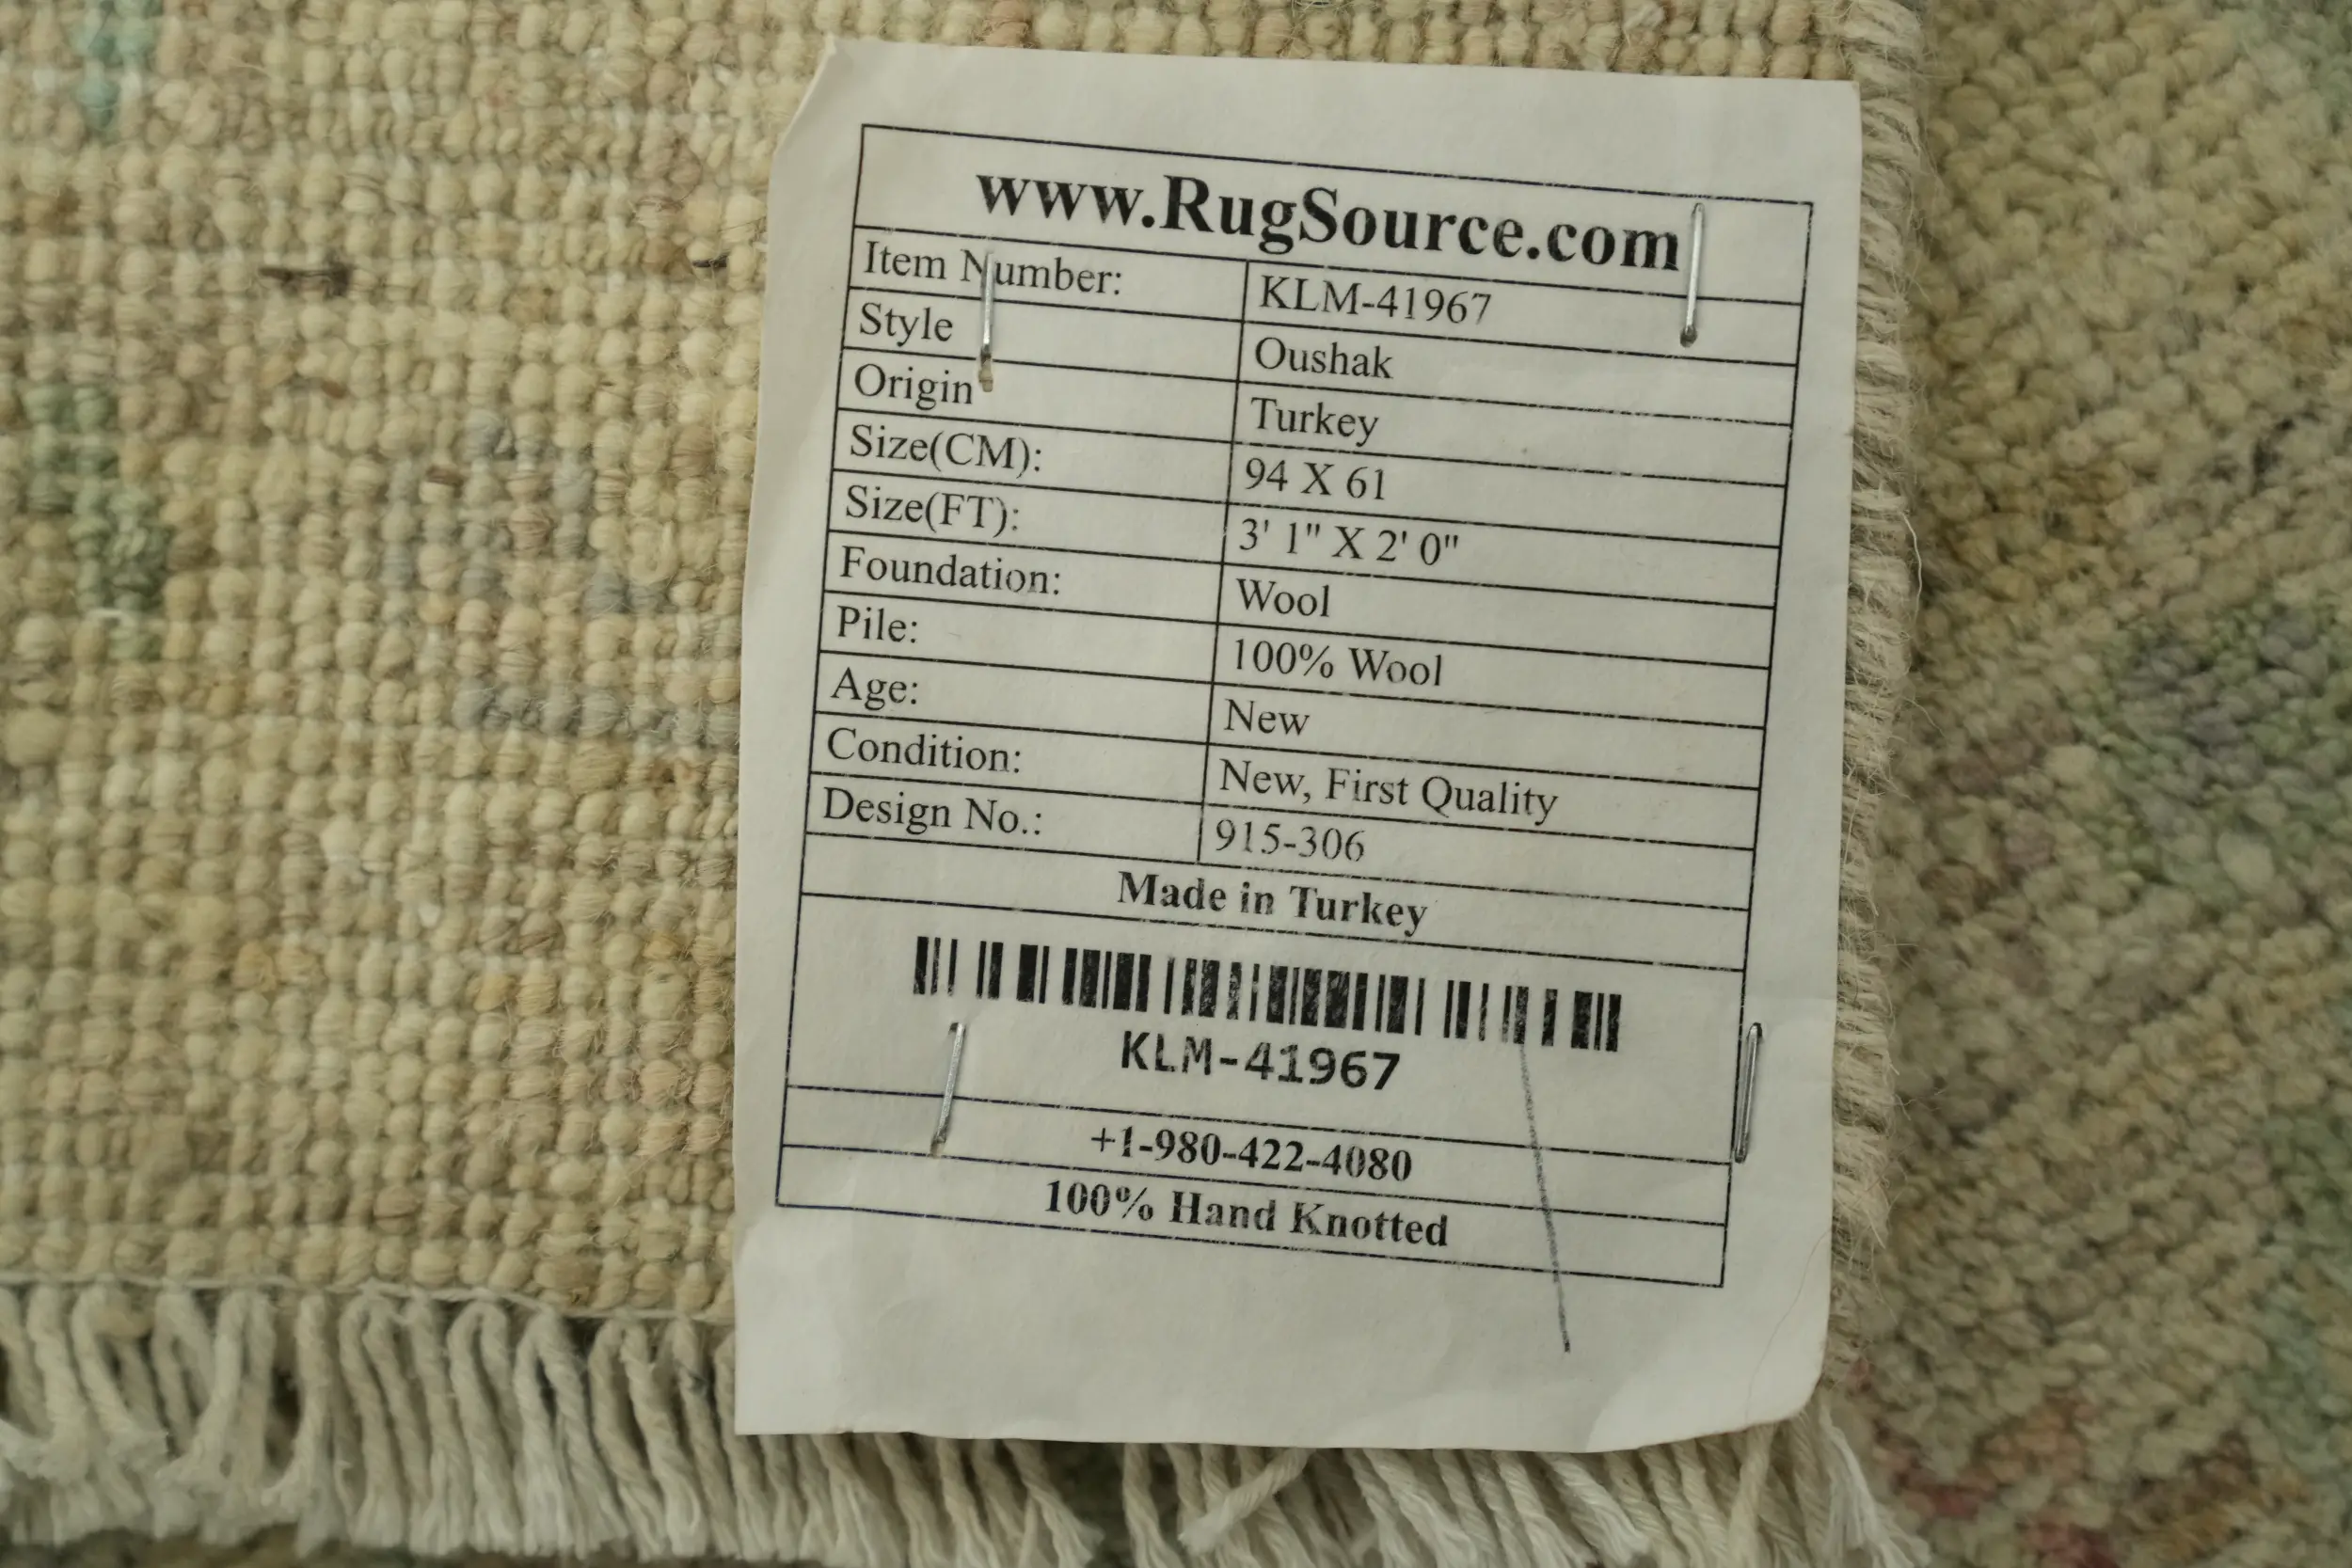 www.RugSource.com
Item Number: KLM-41967
Style Oushak
Origin Turkey
Size(CM): 94 X 61
Size(FT): 3' 1" X 2' 0"
Foundation: Wool
Pile: 100% Wool
Age: New
Condition: New, First Quality
Design No.: 915-306
Made in Turkey
KLM-41967
+1-980-422-4080
100% Hand Knotted